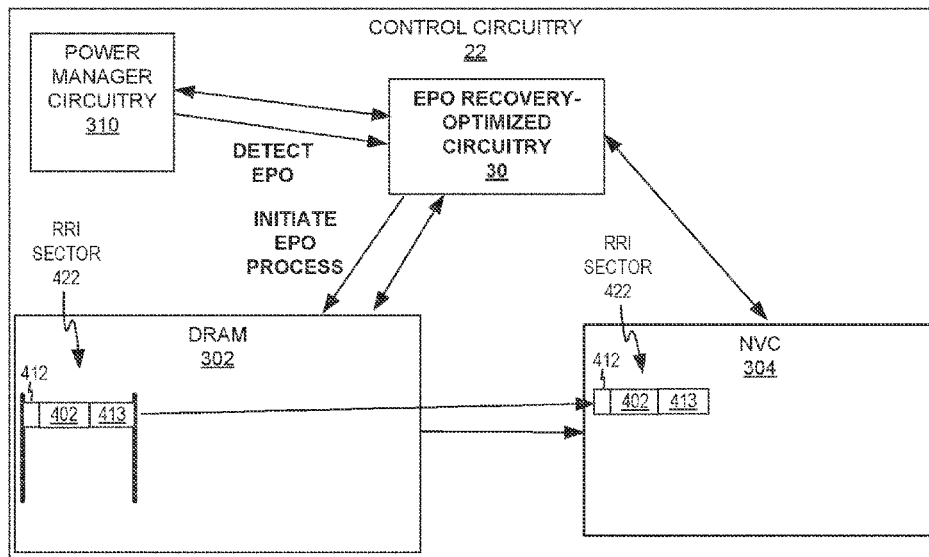 CONTROL CIRCUITRY
22
POWER
MANAGER
CIRCUITRY
310
EPO RECOVERY-
OPTIMIZED
CIRCUITRY
30
DETECT
EPO
INITIATE
EPO
PROCESS
RRI
SECTOR
422
RRI
SECTOR
422
DRAM
302
412
402 413
NVC
304
412
402 413